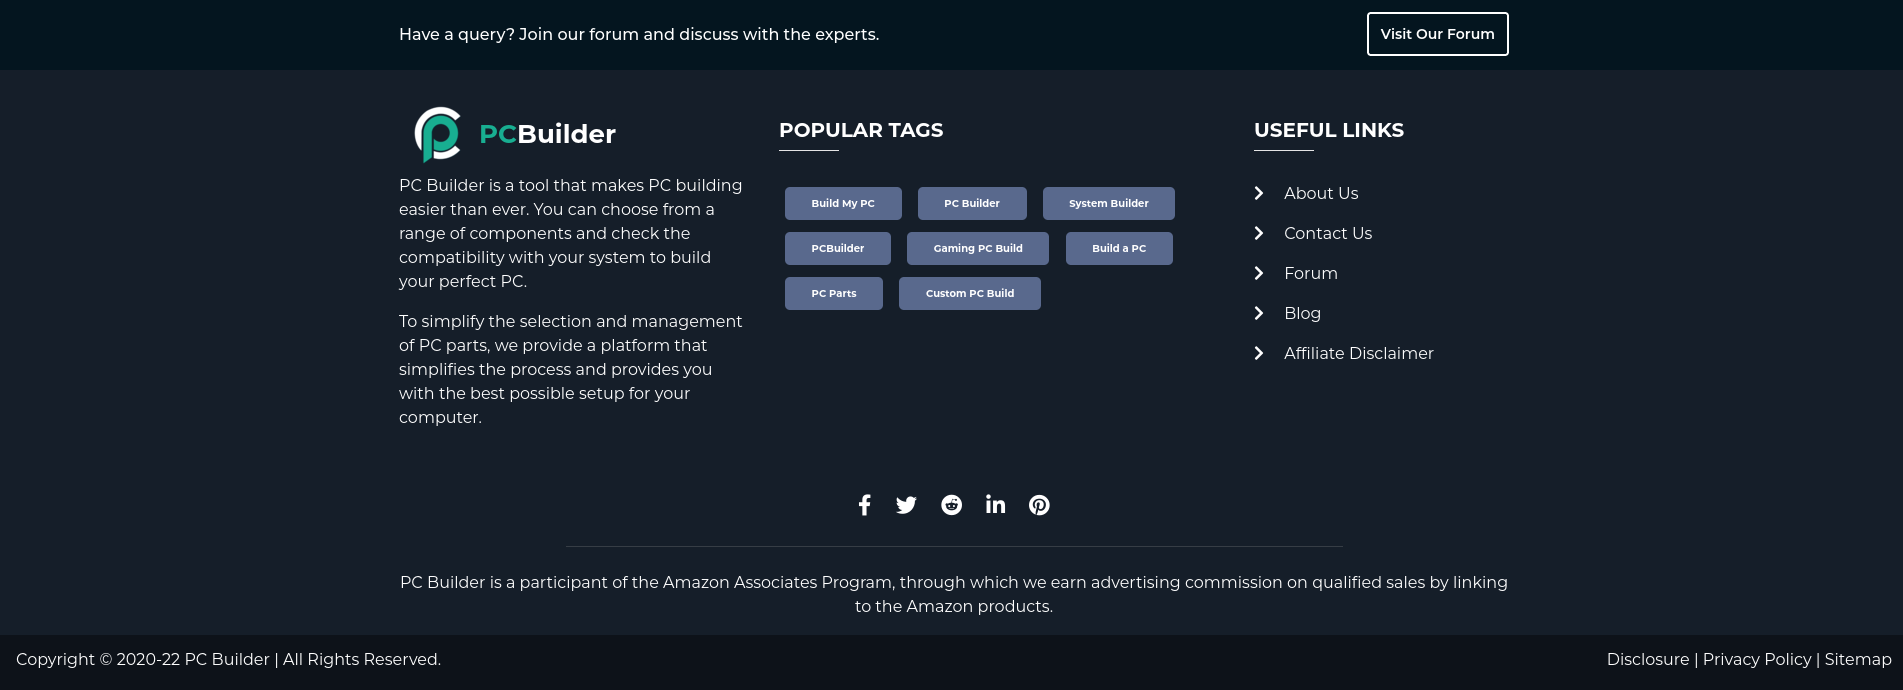 Have a query? Join our forum and discuss with the experts.
Visit Our Forum
PCBuilder
PC Builder is a tool that makes PC building
easier than ever. You can choose from a
range of components and check the
compatibility with your system to build
your perfect PC.
To simplify the selection and management
of PC parts, we provide a platform that
simplifies the process and provides you
with the best possible setup for your
computer.
POPULAR TAGS
Build My PC
PC Builder
System Builder
PCBuilder
Gaming PC Build
Build a PC
PC Parts
Custom PC Build
USEFUL LINKS
About Us
Contact Us
Forum
Blog
Affiliate Disclaimer
PC Builder is a participant of the Amazon Associates Program, through which we earn advertising commission on qualified sales by linking
to the Amazon products.
Copyright © 2020-22 PC Builder | All Rights Reserved.
Disclosure | Privacy Policy | Sitemap